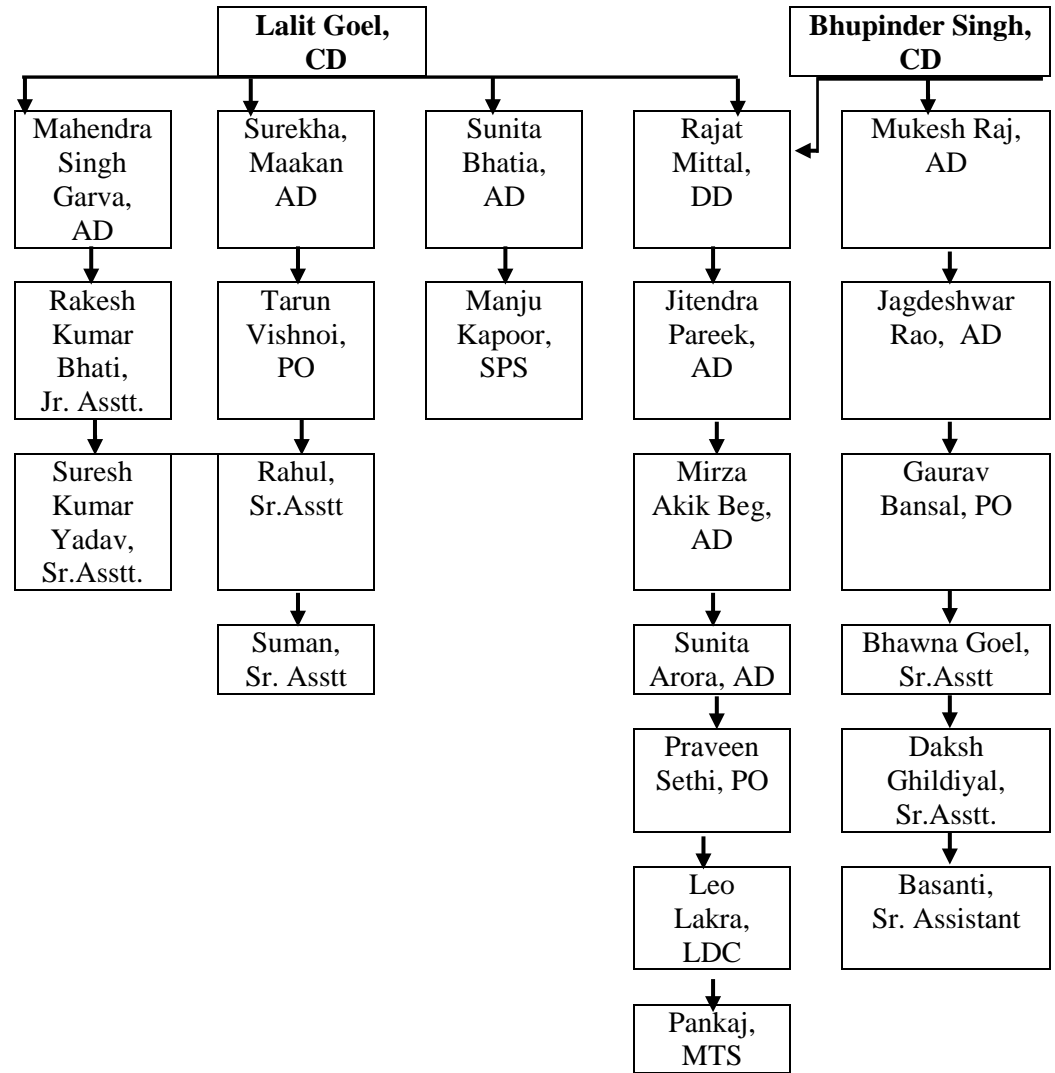 Lalit Goel,
CD
Bhupinder Singh,
CD
Mahendra
Singh
Garva,
AD
Surekha,
Maakan
AD
Sunita
Bhatia,
AD
Rajat
Mittal,
DD
Mukesh Raj,
AD
Rakesh
Kumar
Bhati,
Jr. Asstt.
Tarun
Vishnoi,
PO
Manju
Kapoor,
SPS
Jitendra
Pareek,
AD
Jagdeshwar
Rao, AD
Suresh
Kumar
Yadav,
Sr.Asstt.
Rahul,
Sr.Asstt
Mirza
Akik Beg,
AD
Gaurav
Bansal, PO
Suman,
Sr. Asstt
Sunita
Arora, AD
Bhawna Goel,
Sr.Asstt
Praveen
Sethi, PO
Daksh
Ghildiyal,
Sr.Asstt.
Leo
Lakra,
LDC
Basanti,
Sr. Assistant
Pankaj,
MTS